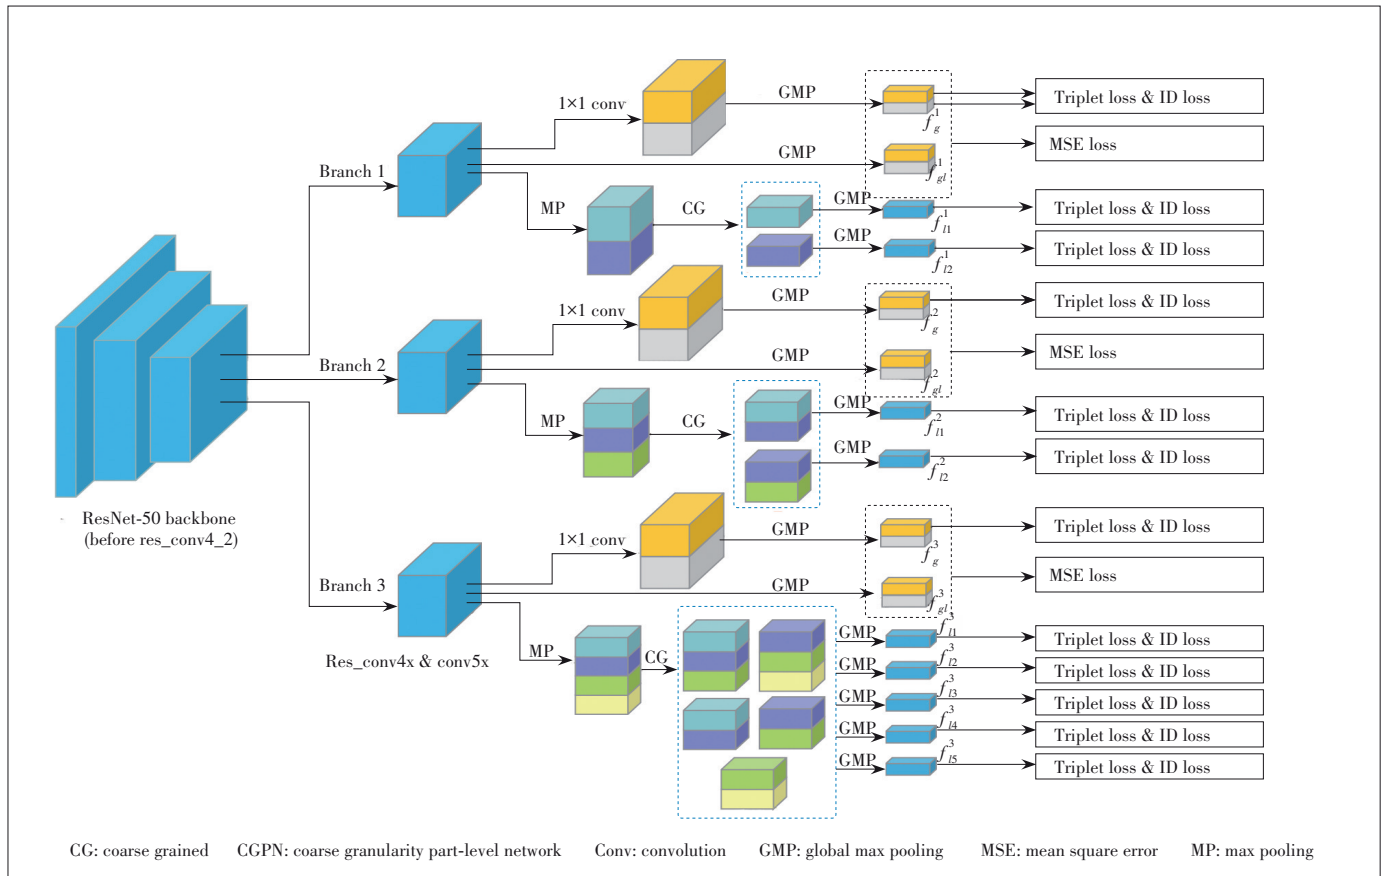 GMP
Triplet loss & ID loss
1×1 conv
f_g^1
MSE loss
GMP
Branch 1
f_gl^1
MP
CG
GMP
Triplet loss & ID loss
f_l1^1
GMP
Triplet loss & ID loss
f_l2^1
GMP
Triplet loss & ID loss
1×1 conv
f_g^2
MSE loss
GMP
Branch 2
f_gl^2
MP
CG
GMP
Triplet loss & ID loss
f_l1^2
GMP
Triplet loss & ID loss
f_l2^2
ResNet-50 backbone
(before res_conv4_2)
GMP
Triplet loss & ID loss
1×1 conv
f_g^3
MSE loss
GMP
Branch 3
f_gl^3
Res_conv4x & conv5x
MP
CG
GMP
f_l1^3
Triplet loss & ID loss
GMP
f_l2^3
Triplet loss & ID loss
GMP
f_l3^3
Triplet loss & ID loss
GMP
f_l4^3
Triplet loss & ID loss
GMP
f_l5^3
Triplet loss & ID loss
CG: coarse grained CGPN: coarse granularity part-level network Conv: convolution GMP: global max pooling MSE: mean square error MP: max pooling